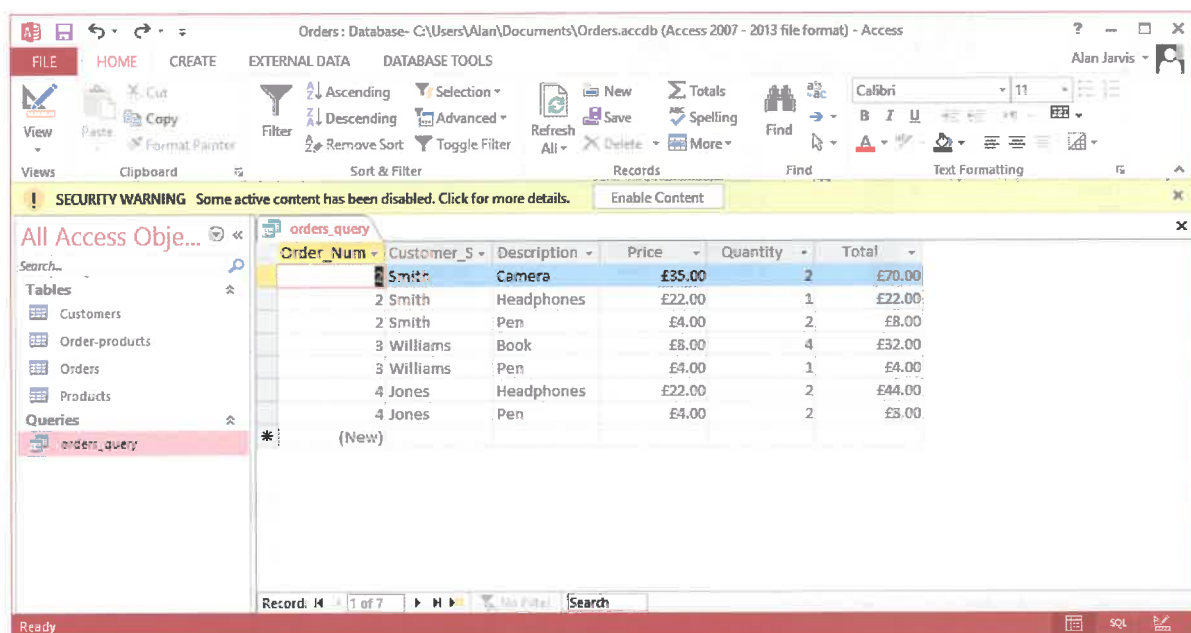 Orders : Database- C:\Users\Alan\Documents\Orders.accdb (Access 2007 - 2013 file format) - Access
FILE HOME CREATE EXTERNAL DATA DATABASE TOOLS Alan Jarvis
View
Paste
Cut
Copy
Format Painter
Filter
Ascending
Descending
Remove Sort
Selection
Advanced
Toggle Filter
Refresh All
New
Save
Delete
Totals
Spelling
More
Find
Calibri 11
B I U
A
Views Clipboard Sort & Filter Records Find Text Formatting
! SECURITY WARNING Some active content has been disabled. Click for more details. Enable Content
All Access Obje...
Search...
Tables
Customers
Order-products
Orders
Products
Queries
orders_query
orders_query
Order_Num Customer_S Description Price Quantity Total
2 Smith Camera £35.00 2 £70.00
2 Smith Headphones £22.00 1 £22.00
2 Smith Pen £4.00 2 £8.00
3 Williams Book £8.00 4 £32.00
3 Williams Pen £4.00 1 £4.00
4 Jones Headphones £22.00 2 £44.00
4 Jones Pen £4.00 2
(New)
Record: 1 of 7 No Filter Search
Ready SQL